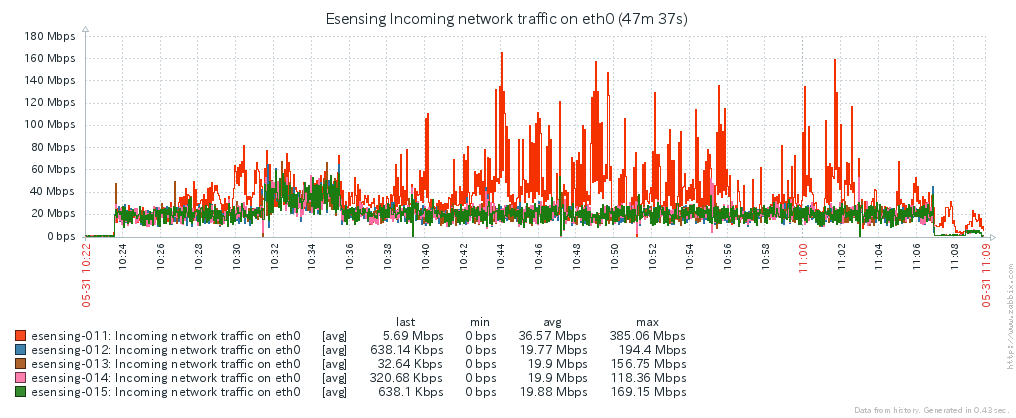 Esensing Incoming network traffic on eth0 (47m 37s)
180 Mbps
160 Mbps
140 Mbps
120 Mbps
100 Mbps
80 Mbps
60 Mbps
40 Mbps
20 Mbps
0 bps
05-31 10:22
10:24
10:26
10:28
10:30
10:32
10:34
10:36
10:38
10:40
10:42
10:44
10:46
10:48
10:50
10:52
10:54
10:56
10:58
11:00
11:02
11:04
11:06
11:08
05-31 11:09
last min avg max
esensing-011: Incoming network traffic on eth0 [avg] 5.69 Mbps 0 bps 36.57 Mbps 385.06 Mbps
esensing-012: Incoming network traffic on eth0 [avg] 638.14 Kbps 0 bps 19.77 Mbps 194.4 Mbps
esensing-013: Incoming network traffic on eth0 [avg] 32.64 Kbps 0 bps 19.9 Mbps 156.75 Mbps
esensing-014: Incoming network traffic on eth0 [avg] 320.68 Kbps 0 bps 19.9 Mbps 118.36 Mbps
esensing-015: Incoming network traffic on eth0 [avg] 638.1 Kbps 0 bps 19.88 Mbps 169.15 Mbps
http://www.zabbix.com
Data from history. Generated in 0.43 sec.